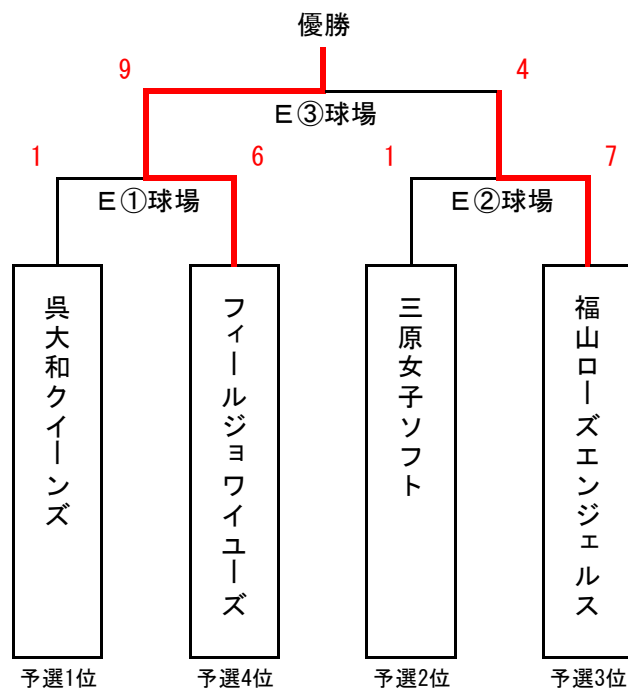 優勝
9
4
E③球場
1
6
1
7
E①球場
E②球場
呉大和クイーンズ
フィールジョワイユーズ
三原女子ソフト
福山ローズエンジェルス
予選1位
予選4位
予選2位
予選3位